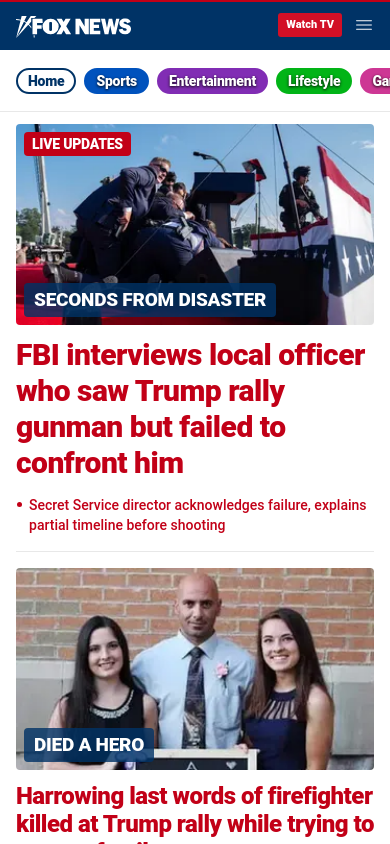 FOX NEWS
Watch TV
Home
Sports
Entertainment
Lifestyle
LIVE UPDATES
SECONDS FROM DISASTER
FBI interviews local officer
who saw Trump rally
gunman but failed to
confront him
• Secret Service director acknowledges failure, explains
partial timeline before shooting
DIED A HERO
Harrowing last words of firefighter
killed at Trump rally while trying to